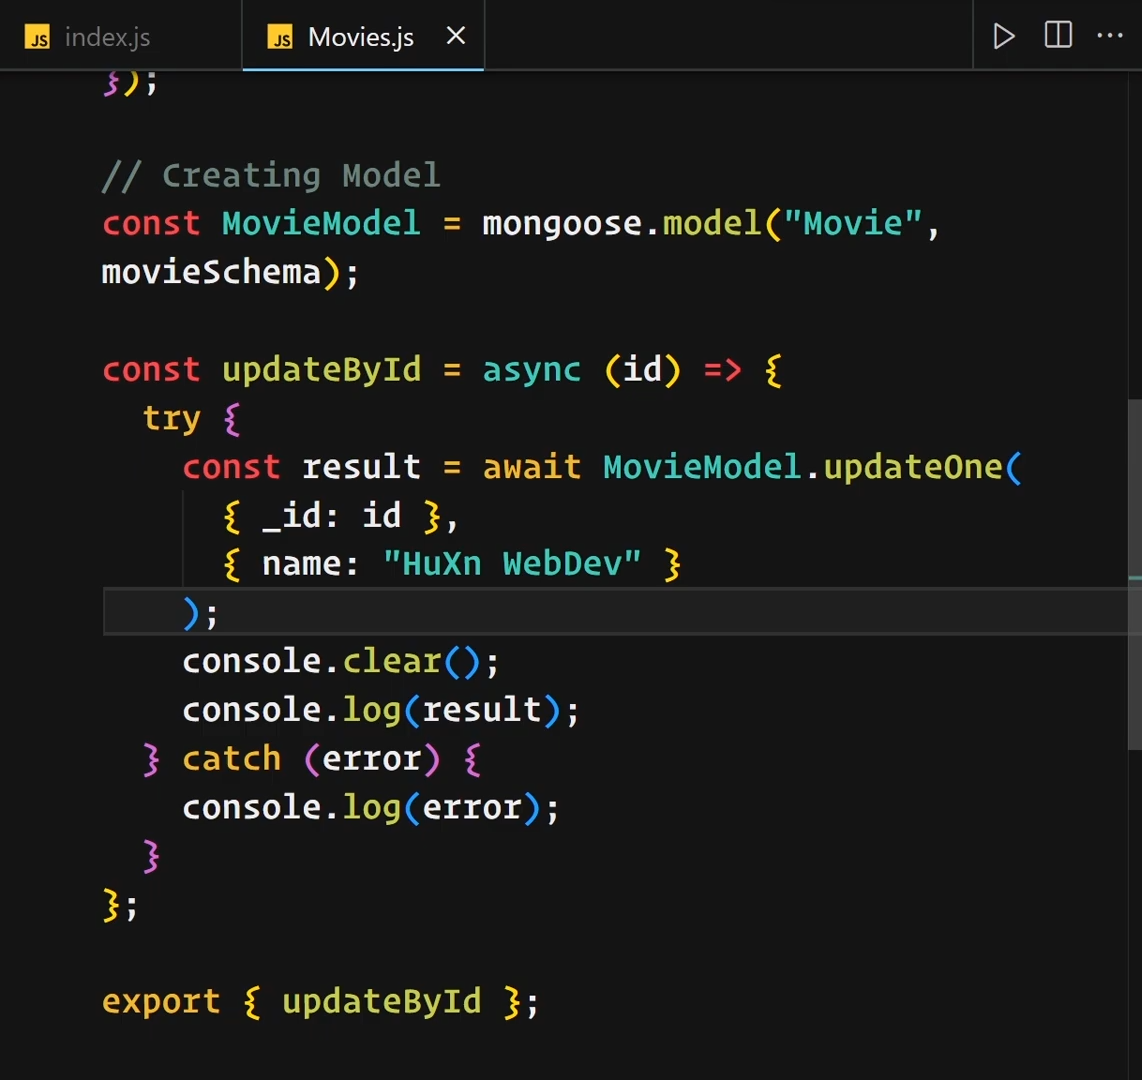 JS index.js JS Movies.js
});
// Creating Model
const MovieModel = mongoose.model("Movie",
movieSchema);
const updateById = async (id) => {
try {
const result = await MovieModel.updateOne(
{ _id: id },
{ name: "HuXn WebDev" }
);
console.clear();
console.log(result);
} catch (error) {
console.log(error);
}
};
export { updateById };